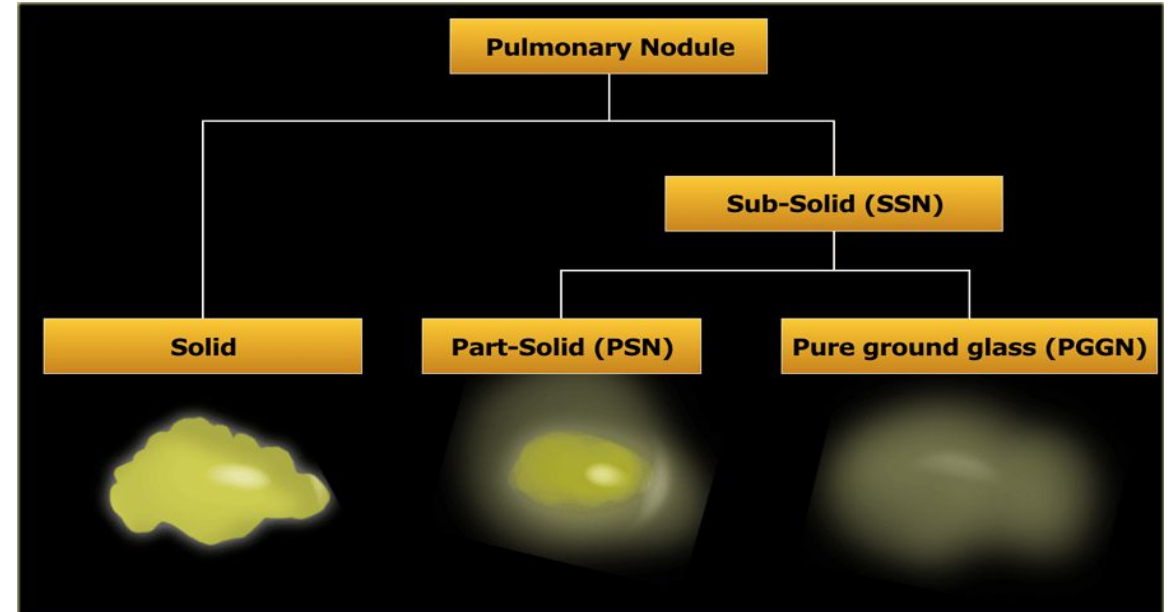 Pulmonary Nodule
Sub-Solid (SSN)
Solid
Part-Solid (PSN)
Pure ground glass (PGGN)